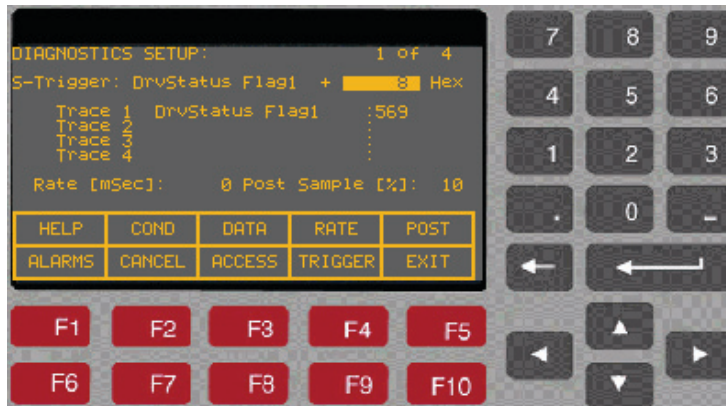 DIAGNOSTICS SETUP: 1 of 4
S-Trigger: DrvStatus Flag1 + 8 Hex
Trace 1 DrvStatus Flag1 :569
Trace 2 :
Trace 3 :
Trace 4 :
Rate [mSec]: 0 Post Sample [%]: 10
HELP COND DATA RATE POST
ALARMS CANCEL ACCESS TRIGGER EXIT
F1 F2 F3 F4 F5
F6 F7 F8 F9 F10
7 8 9
4 5 6
1 2 3
. 0 -